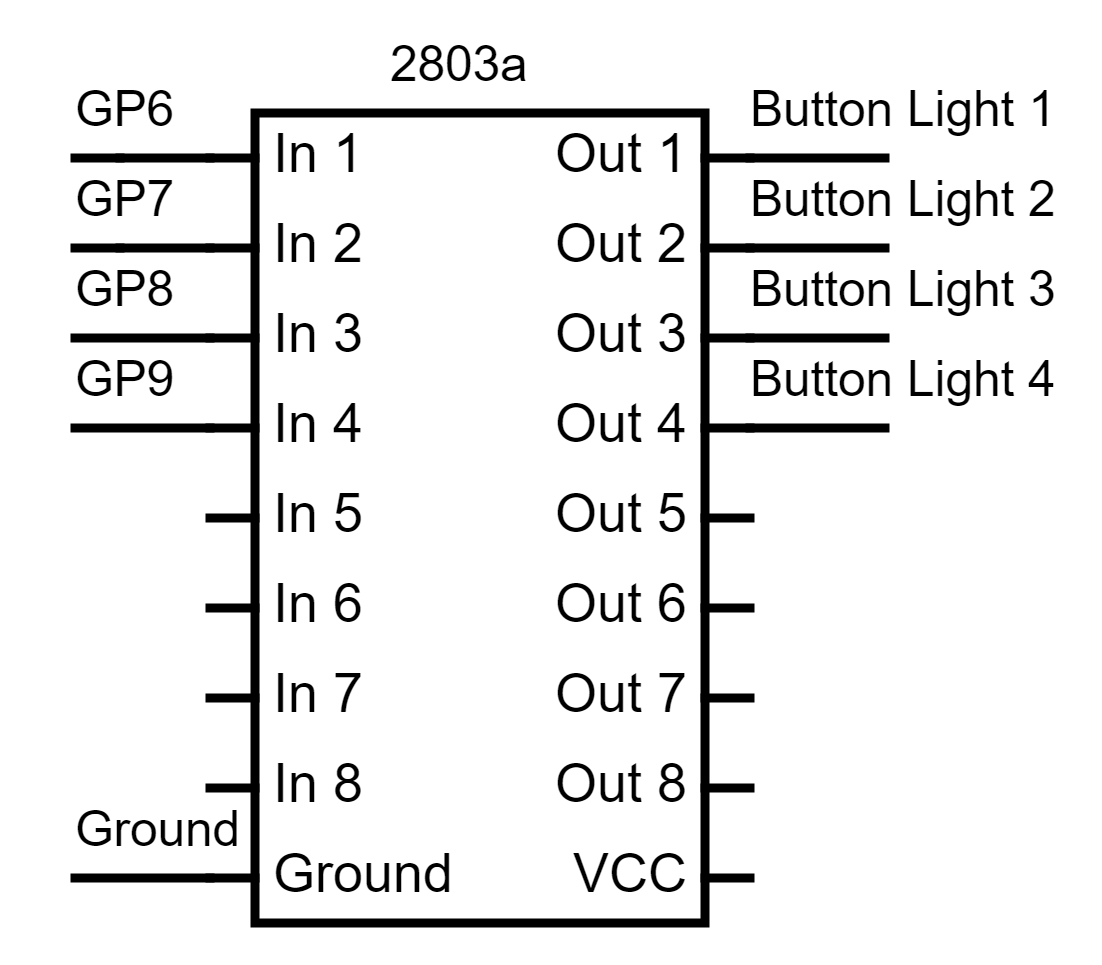 2803a
GP6
In 1
Out 1
Button Light 1
GP7
In 2
Out 2
Button Light 2
GP8
In 3
Out 3
Button Light 3
GP9
In 4
Out 4
Button Light 4
In 5
Out 5
In 6
Out 6
In 7
Out 7
In 8
Out 8
Ground
Ground
VCC